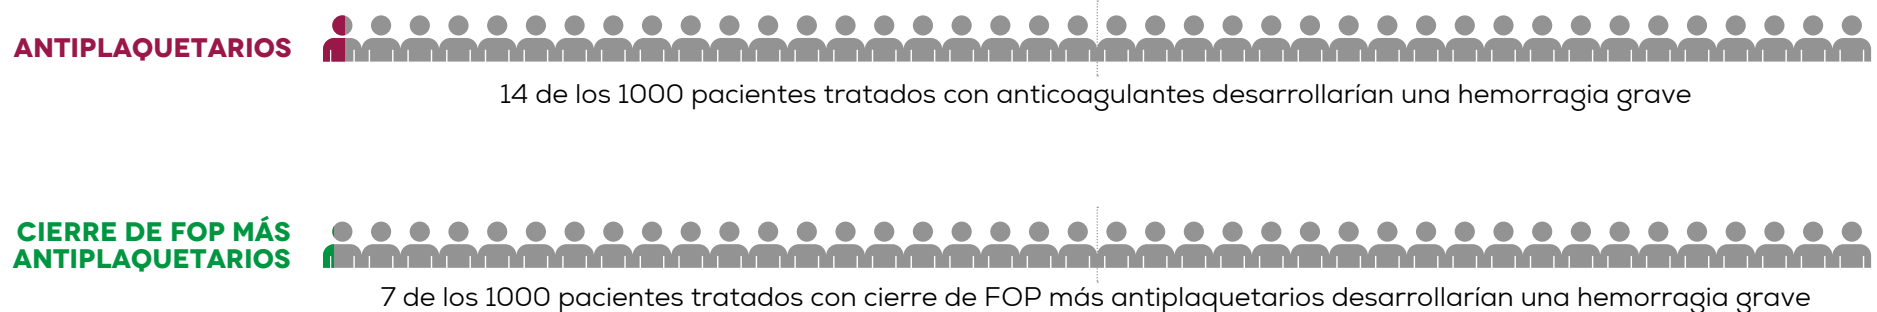 ANTIPLAQUETARIOS
14 de los 1000 pacientes tratados con anticoagulantes desarrollarían una hemorragia grave
CIERRE DE FOP MÁS
ANTIPLAQUETARIOS
7 de los 1000 pacientes tratados con cierre de FOP más antiplaquetarios desarrollarían una hemorragia grave